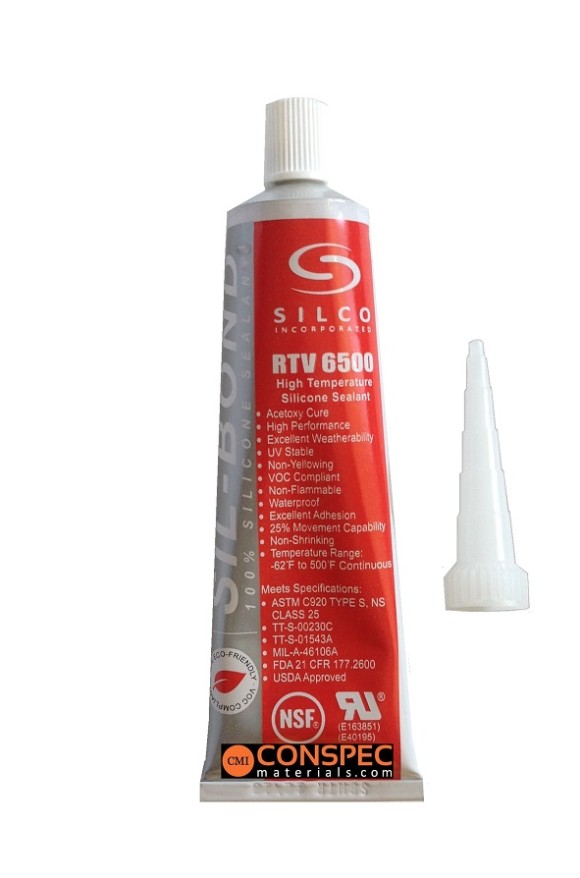 SILCO
INCORPORATED
RTV 6500
High Temperature
Silicone Sealant
• Acetoxy Cure
• High Performance
• Excellent Weatherability
• UV Stable
• Non-Yellowing
• VOC Compliant
• Non-Flammable
• Waterproof
• Excellent Adhesion
• 25% Movement Capability
• Non-Shrinking
• Temperature Range:
-62°F to 500°F Continuous
Meets Specifications:
• ASTM C920 TYPE S, NS
CLASS 25
• TT-S-00230C
• TT-S-01543A
• MIL-A-46106A
• FDA 21 CFR 177.2600
• USDA Approved
SIL-BOND
100% SILICONE SEALANT
ECO-FRIENDLY · VOC COMPLIANT
NSF®
RU®
(E163851)
(E40195)
CMI CONSPEC
materials.com